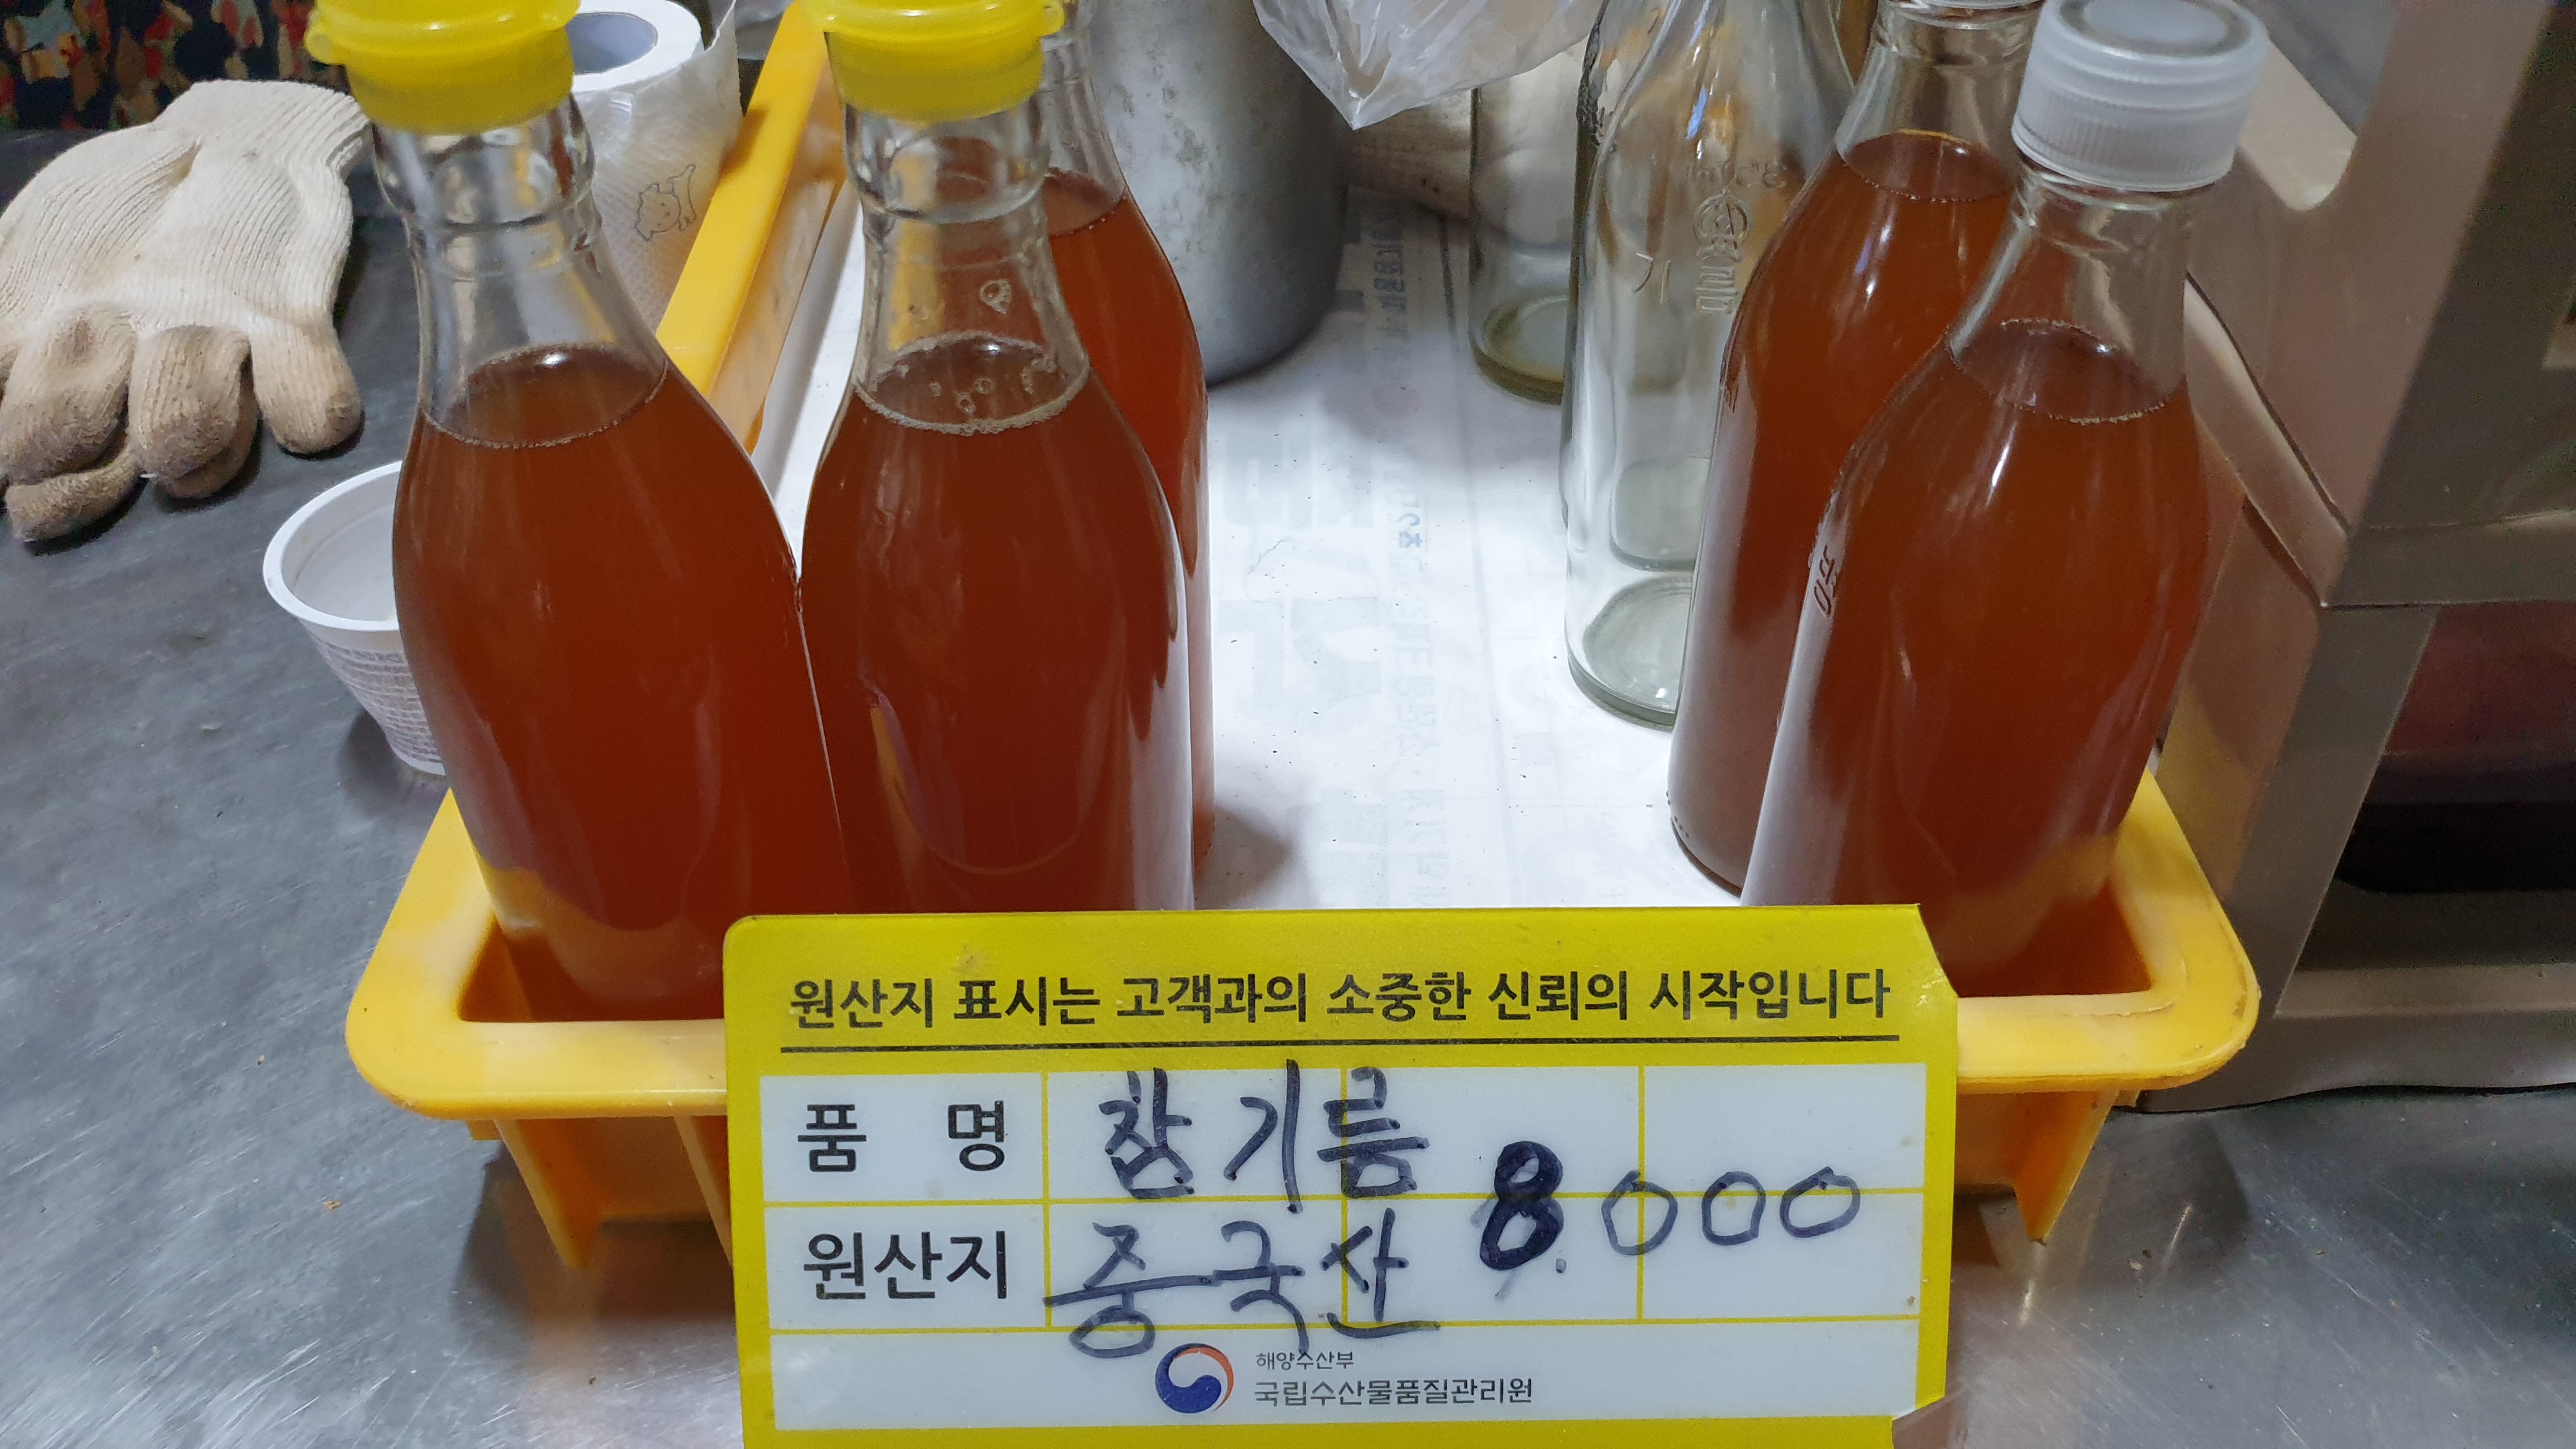 원산지 표시는 고객과의 소중한 신뢰의 시작입니다
품 명 참기름
8.000
원산지 중국산
해양수산부
국립수산물품질관리원
기